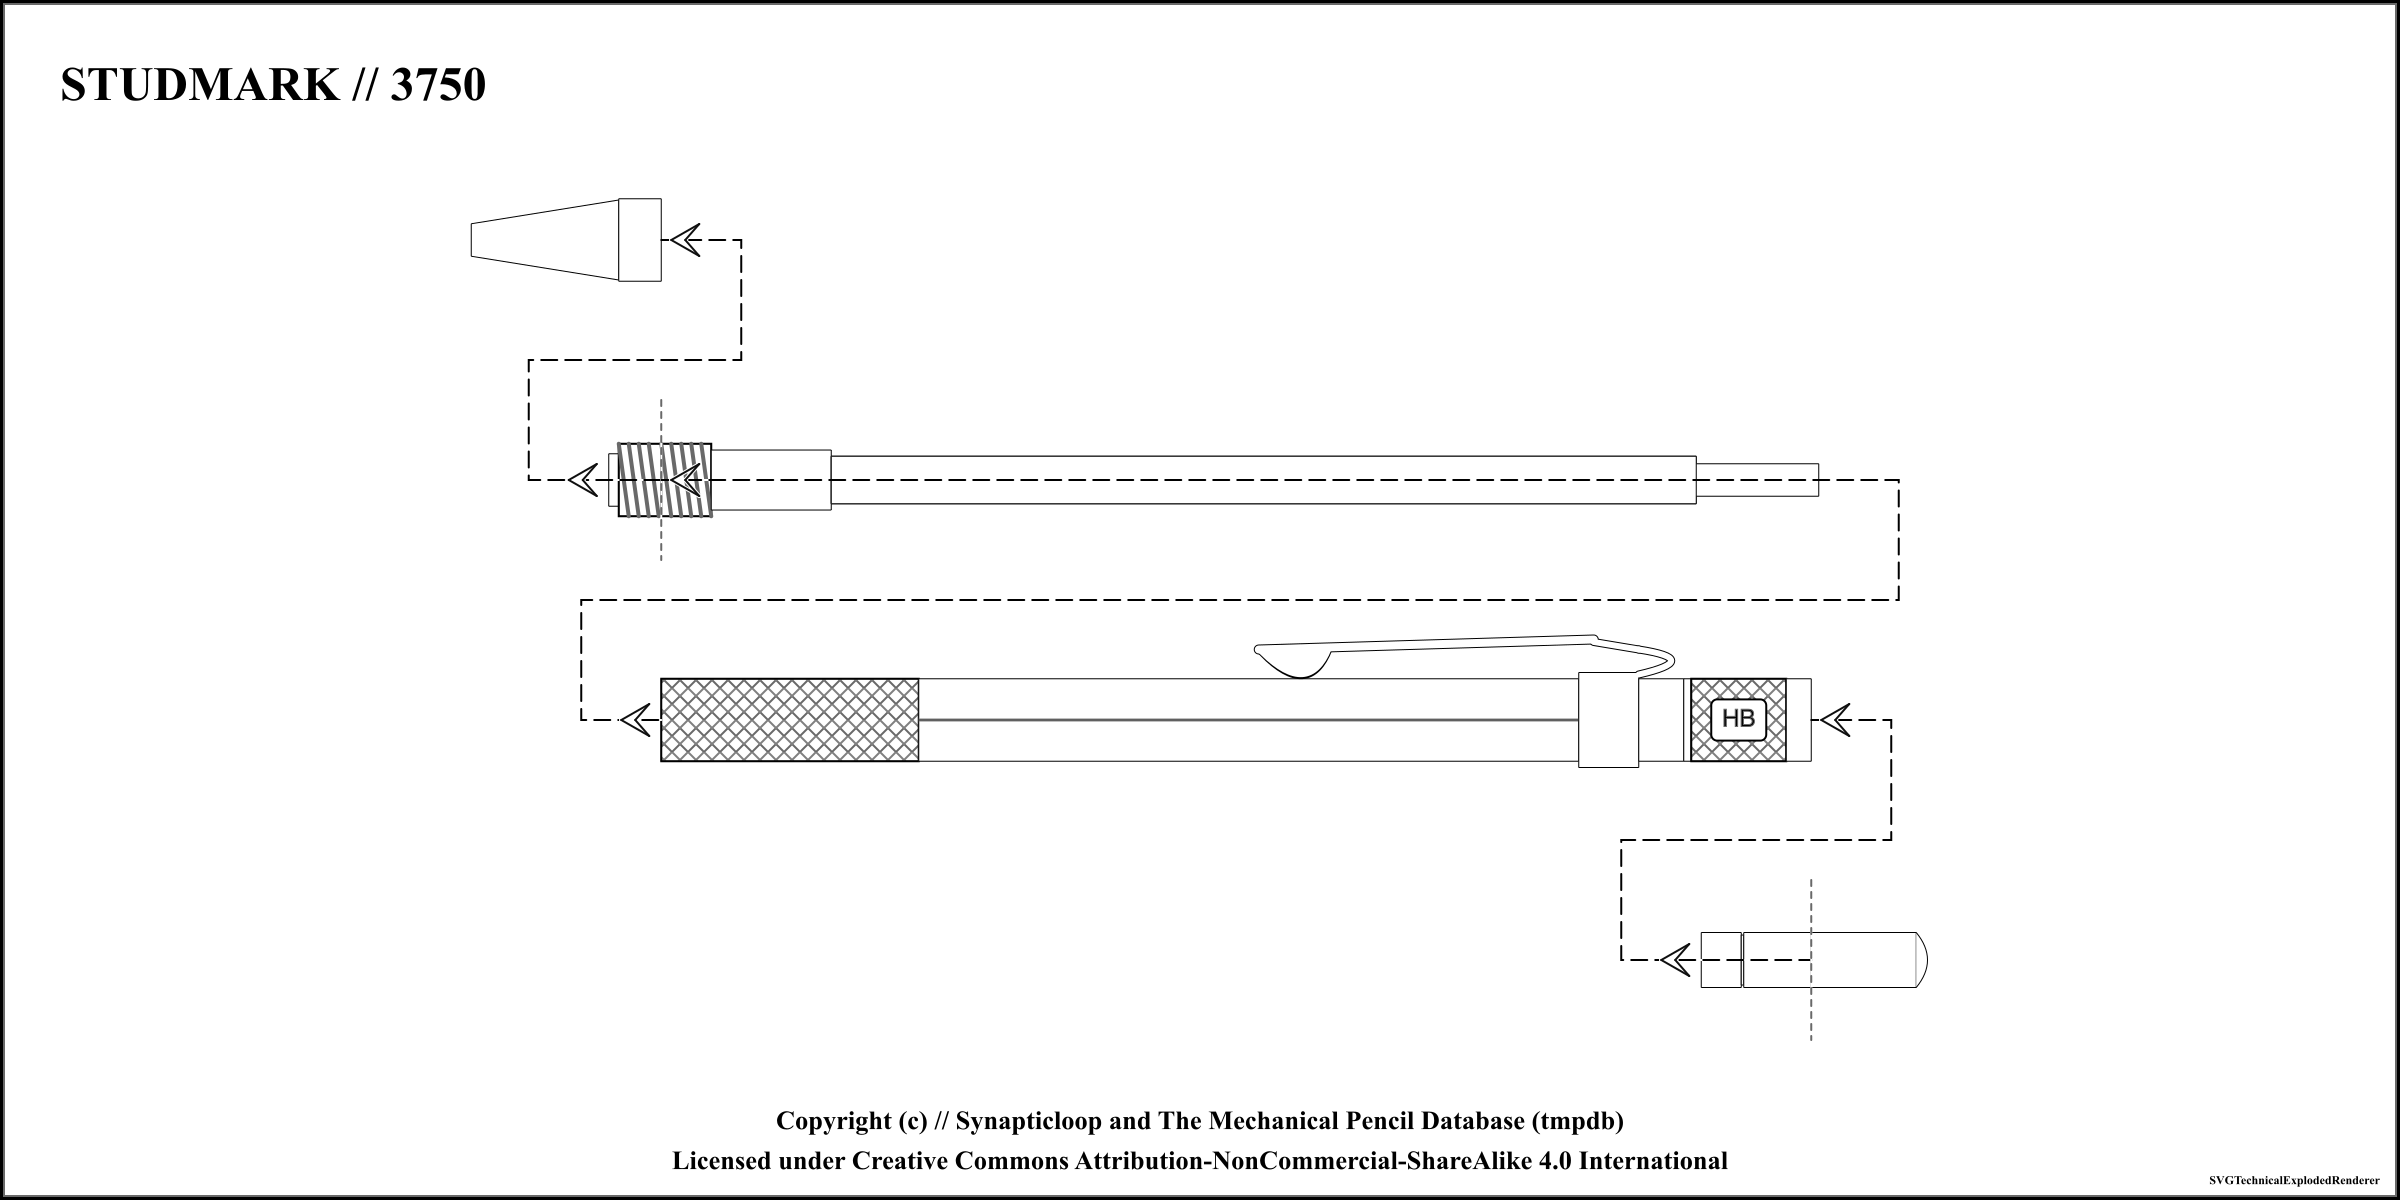 STUDMARK // 3750
HB
Copyright (c) // Synapticloop and The Mechanical Pencil Database (tmpdb)
Licensed under Creative Commons Attribution-NonCommercial-ShareAlike 4.0 International
SVGTechnicalExplodedRenderer